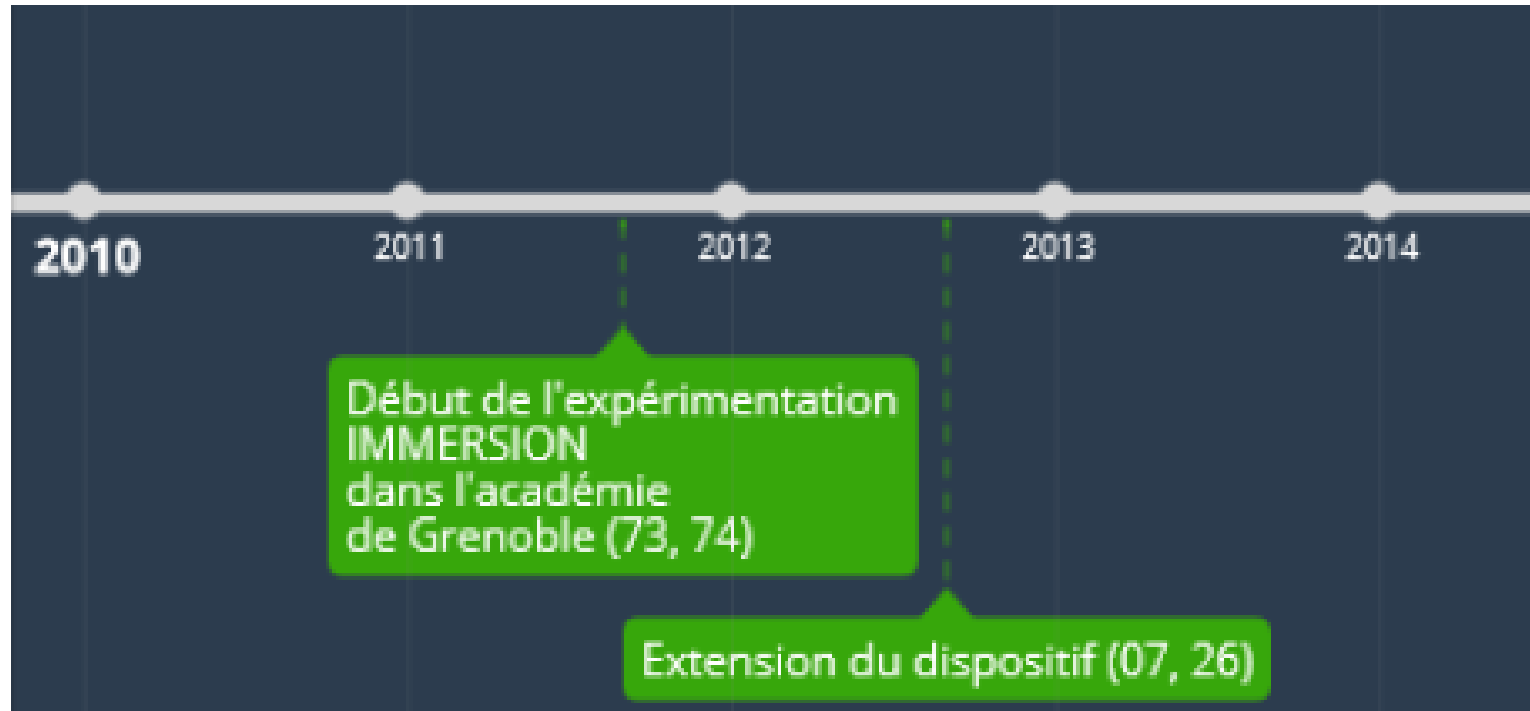 2010
2011
2012
2013
2014
Début de l'expérimentation
IMMERSION
dans l'académie
de Grenoble (73, 74)
Extension du dispositif (07, 26)